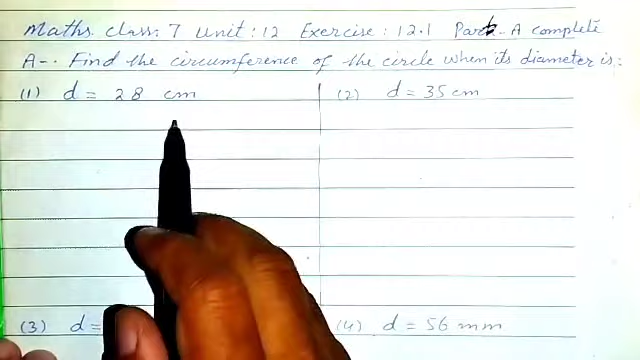 Maths. class: 7 Unit: 12 Exercise: 12.1 Part - A complete
A-. Find the circumference of the circle when its diameter is:
(1) d = 28 cm
(2) d = 35 cm
(3) d =
(4) d = 56 mm